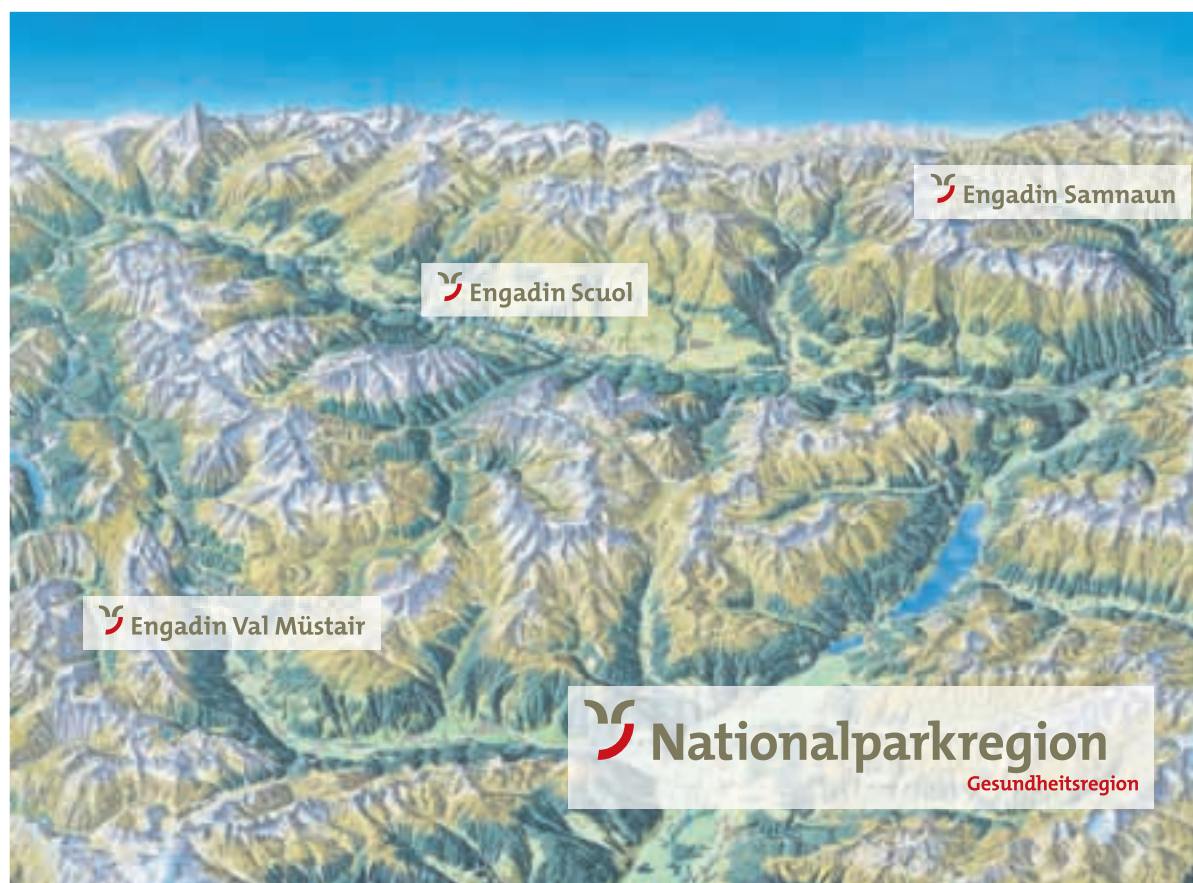 Engadin Samnaun
Engadin Scuol
Engadin Val Müstair
Nationalparkregion
Gesundheitsregion